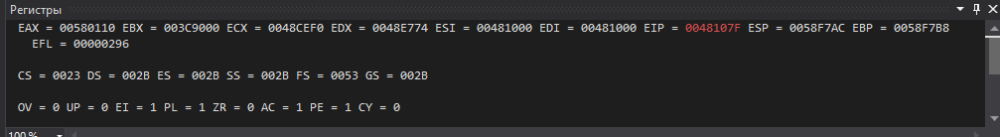 Регистры
EAX = 00580110 EBX = 003C9000 ECX = 0048CEF0 EDX = 0048E774 ESI = 00481000 EDI = 00481000 EIP = 0048107F ESP = 0058F7AC EBP = 0058F7B8
EFL = 00000296
CS = 0023 DS = 002B ES = 002B SS = 002B FS = 0053 GS = 002B
OV = 0 UP = 0 EI = 1 PL = 1 ZR = 0 AC = 1 PE = 1 CY = 0
100 %